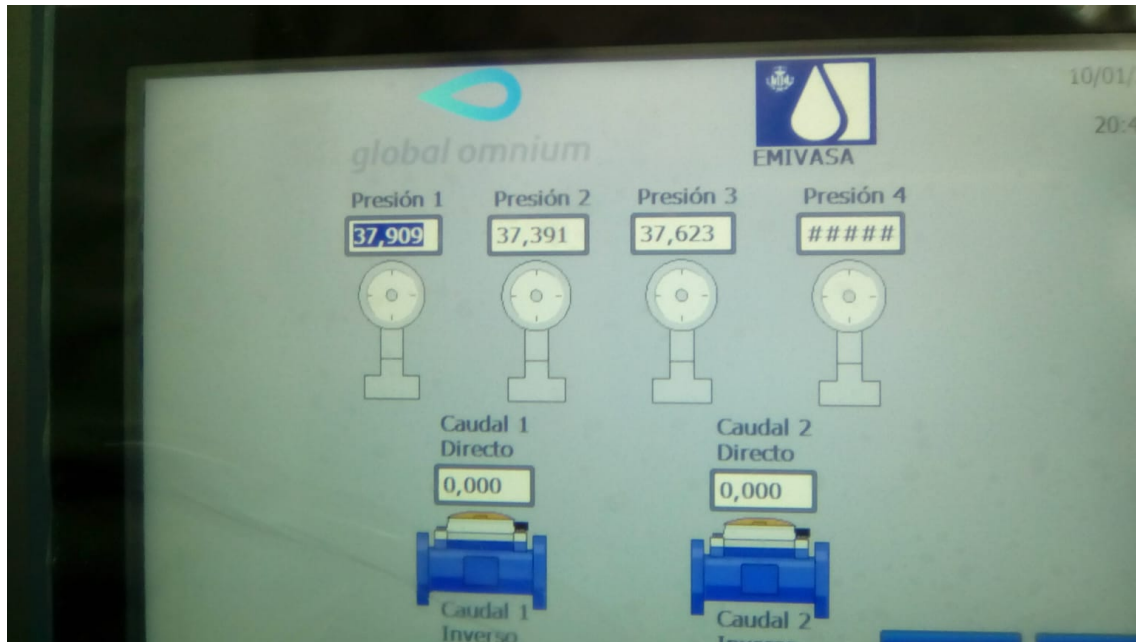 10/01/
20:4
global omnium
EMIVASA
Presión 1
Presión 2
Presión 3
Presión 4
37,909
37,391
37,623
#####
Caudal 1
Directo
Caudal 2
Directo
0,000
0,000
Caudal 1
Inverso
Caudal 2
Inverso